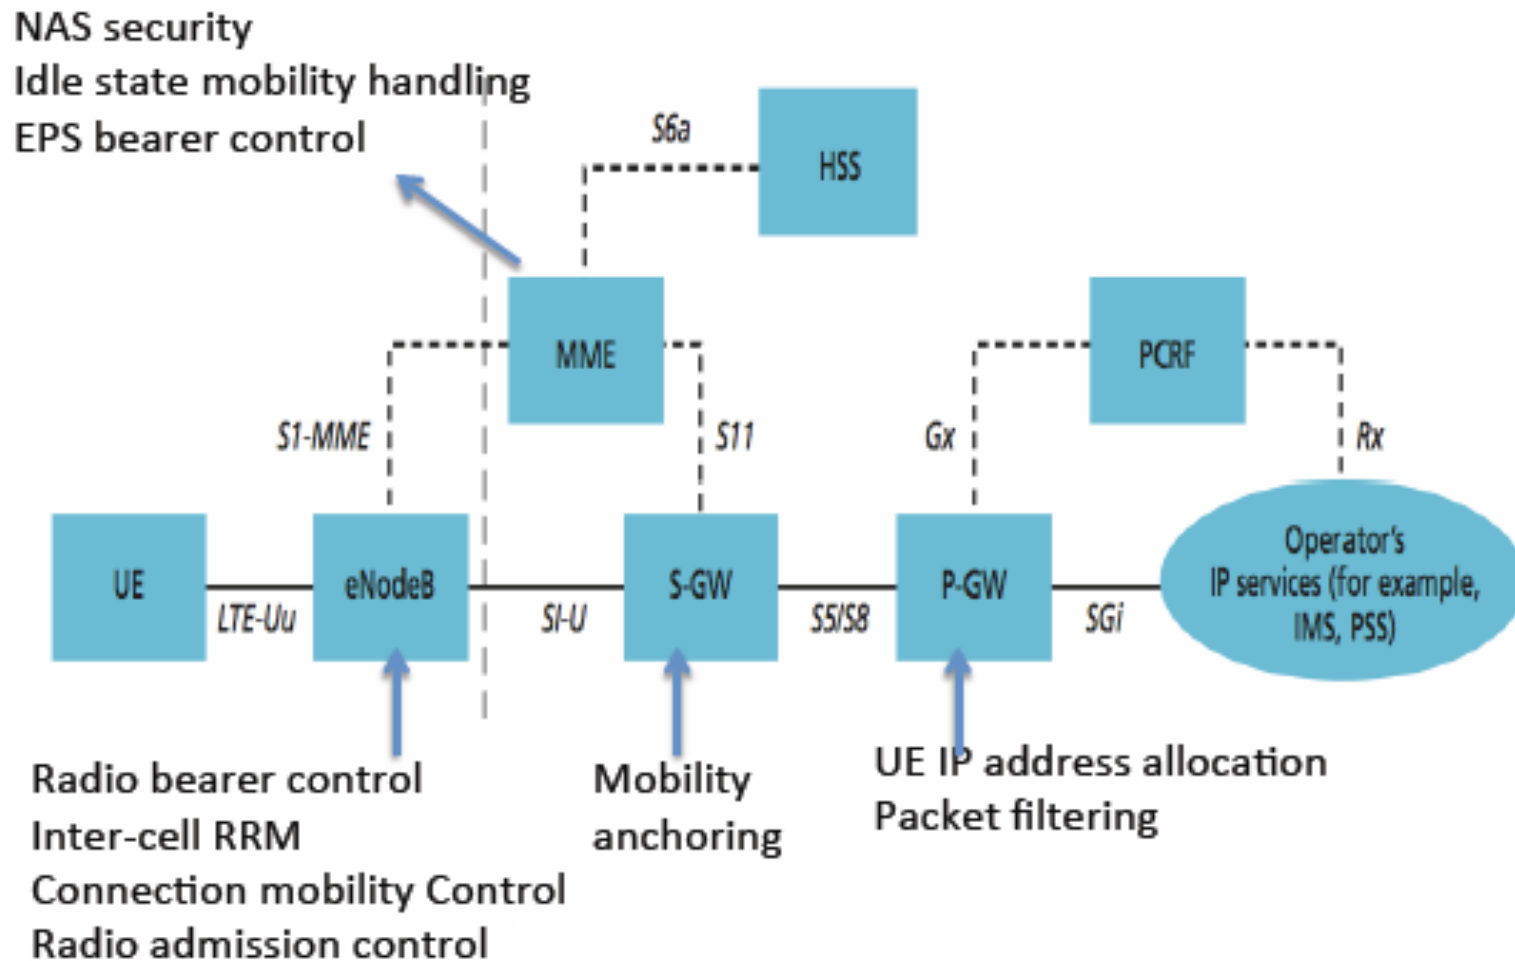 NAS security
Idle state mobility handling
EPS bearer control
S6a
HSS
MME
PCRF
S1-MME
S11
Gx
Rx
UE
LTE-Uu
eNodeB
SI-U
S-GW
S5/S8
P-GW
SGi
Operator's
IP services (for example,
IMS, PSS)
Radio bearer control
Inter-cell RRM
Connection mobility Control
Radio admission control
Mobility
anchoring
UE IP address allocation
Packet filtering